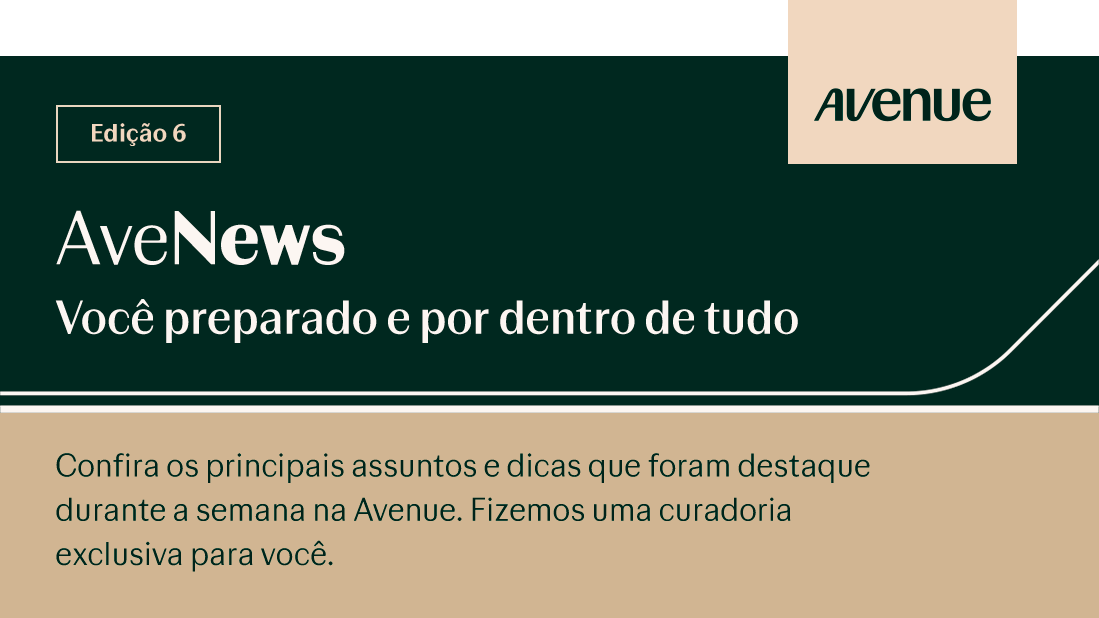 Avenue
Edição 6
AveNews
Você preparado e por dentro de tudo
Confira os principais assuntos e dicas que foram destaque
durante a semana na Avenue. Fizemos uma curadoria
exclusiva para você.